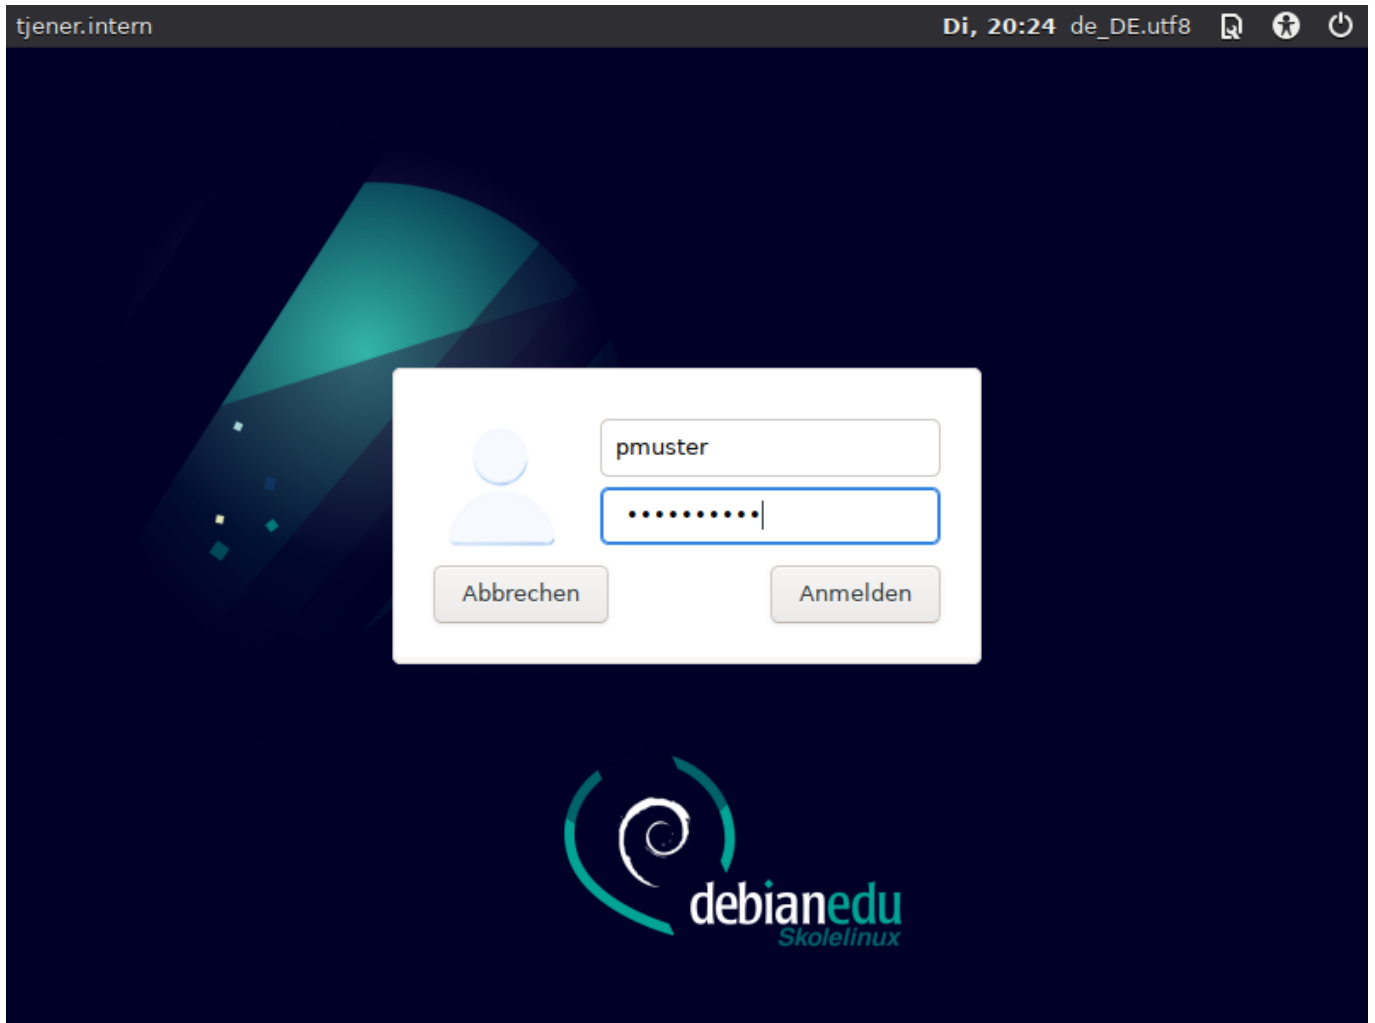 tjener.intern
Di, 20:24 de_DE.utf8
pmuster
••••••••••
Abbrechen
Anmelden
debianedu
Skolelinux